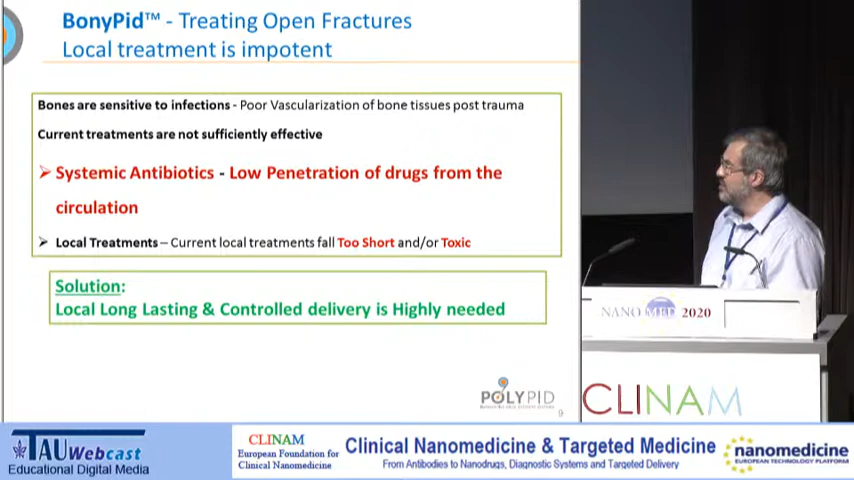 BonyPid™ - Treating Open Fractures
Local treatment is impotent
Bones are sensitive to infections - Poor Vascularization of bone tissues post trauma
Current treatments are not sufficiently effective
➢ Systemic Antibiotics - Low Penetration of drugs from the
circulation
➢ Local Treatments – Current local treatments fall Too Short and/or Toxic
Solution:
Local Long Lasting & Controlled delivery is Highly needed
POLYPID
9
NANO MED 2020
CLINAM
TAU Webcast
Educational Digital Media
CLINAM
European Foundation for
Clinical Nanomedicine
Clinical Nanomedicine & Targeted Medicine
From Antibodies to Nanodrugs, Diagnostic Systems and Targeted Delivery
nanomedicine
EUROPEAN TECHNOLOGY PLATFORM